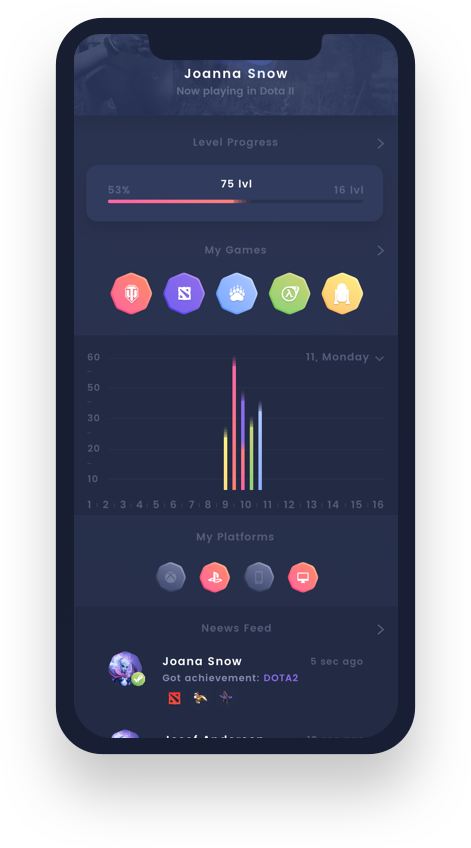 Joanna Snow
Now playing in Dota II
Level Progress
53%
75 lvl
16 lvl
My Games
60
11, Monday
50
30
20
10
1 2 3 4 5 6 7 8 9 10 11 12 13 14 15 16
My Platforms
Neews Feed
Joana Snow
5 sec ago
Got achievement: DOTA2